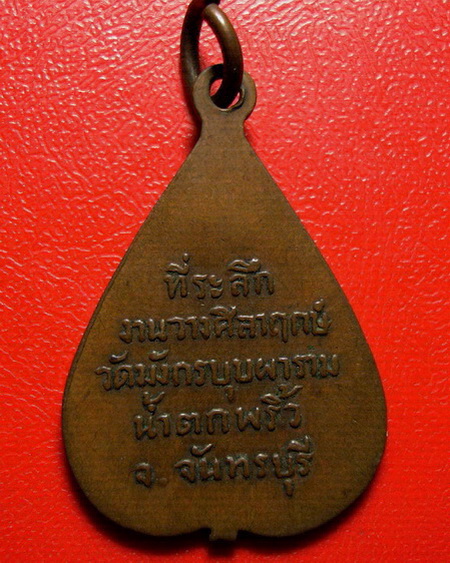 ที่ระลึก
งานวางศิลาฤกษ์
วัดมังกรบุบผาราม
น้ำตกพริ้ว
จ. จันทรบุรี